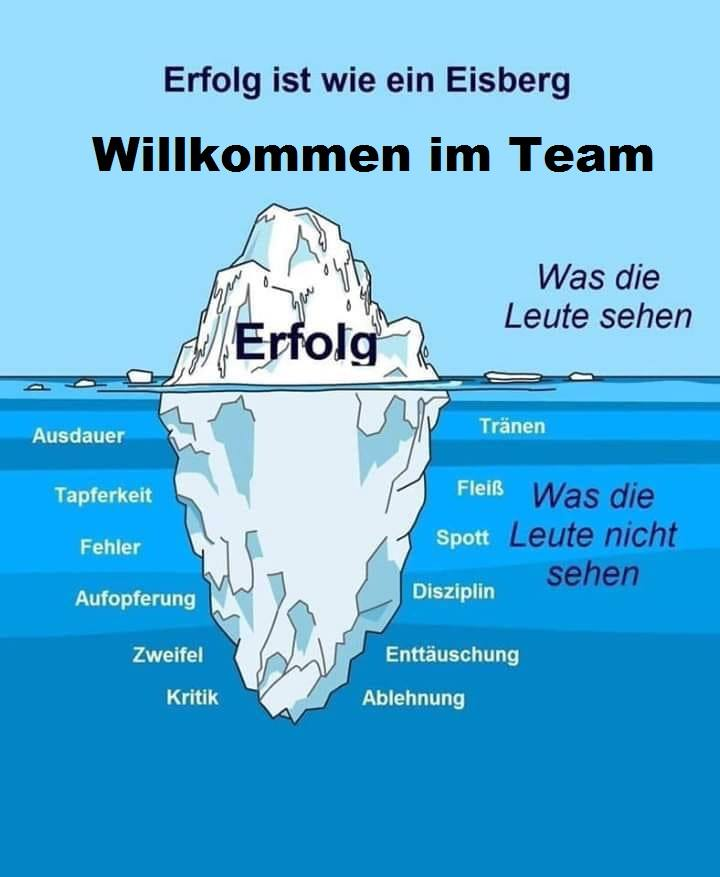 Erfolg ist wie ein Eisberg
Willkommen im Team
Was die
Leute sehen
Erfolg
Ausdauer
Tränen
Tapferkeit
Fleiß
Was die
Leute nicht
sehen
Fehler
Spott
Aufopferung
Disziplin
Zweifel
Enttäuschung
Kritik
Ablehnung